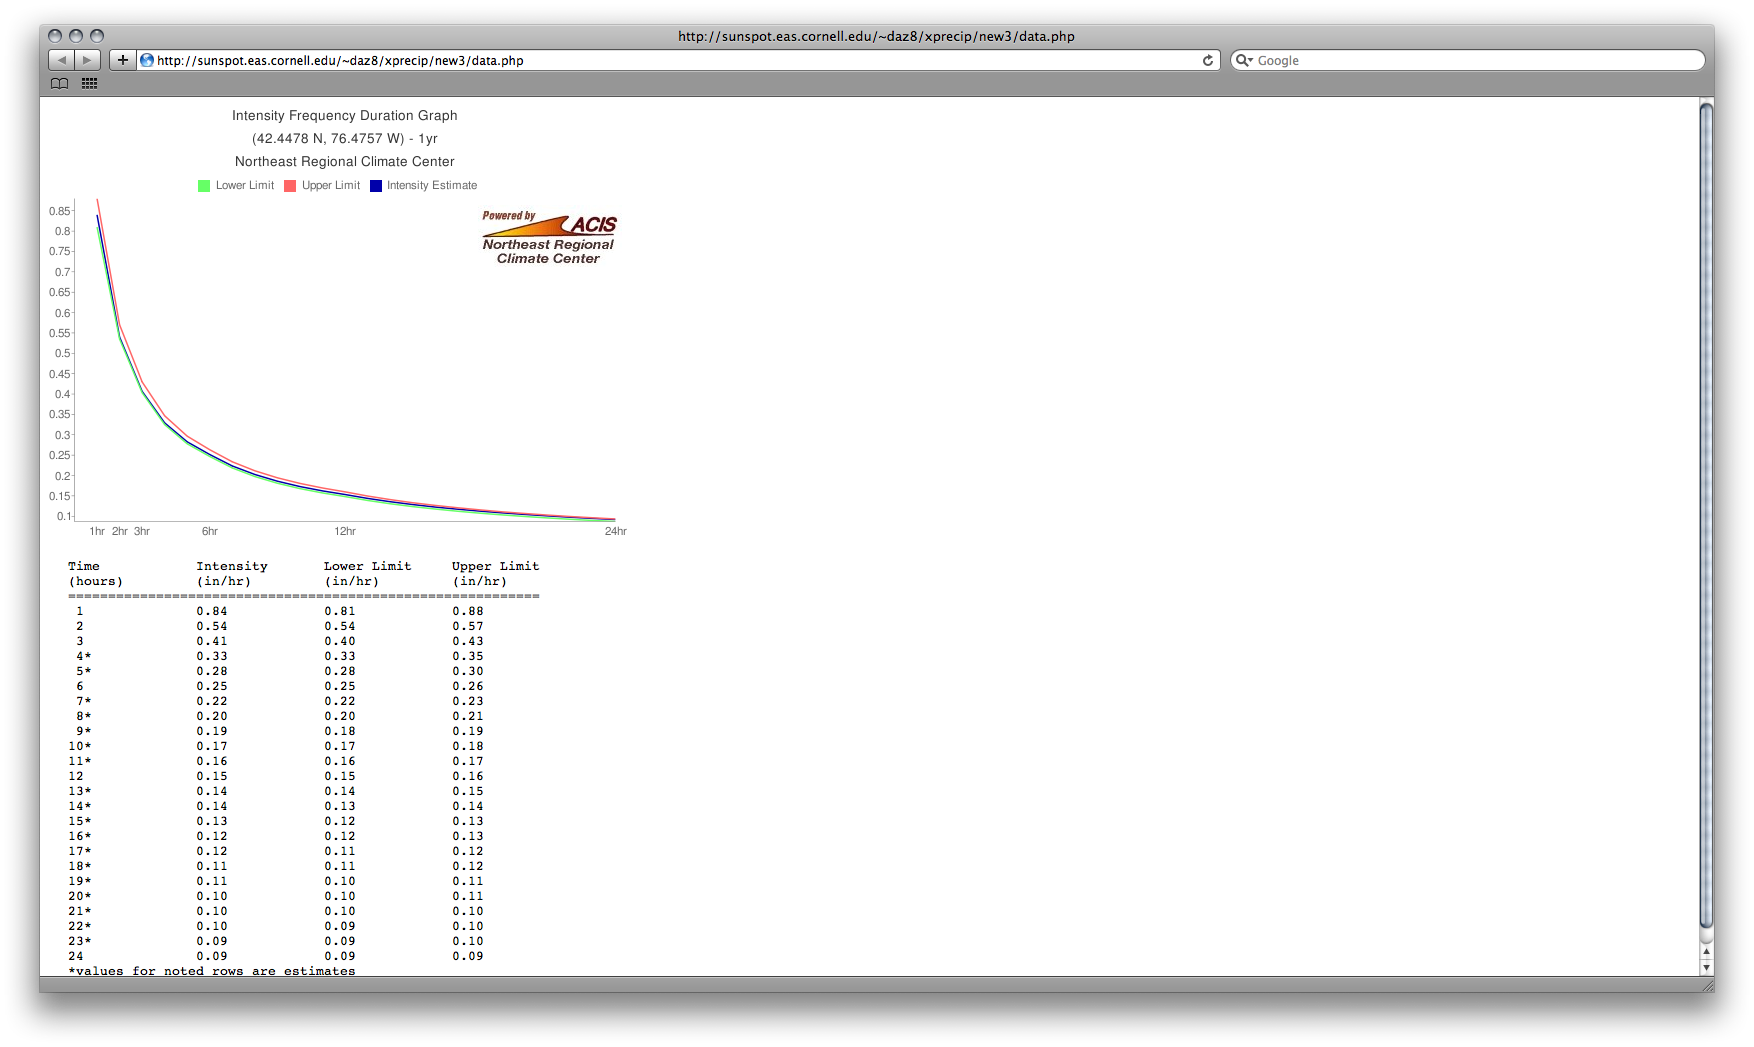 http://sunspot.eas.cornell.edu/~daz8/xprecip/new3/data.php
http://sunspot.eas.cornell.edu/~daz8/xprecip/new3/data.php
Google
Intensity Frequency Duration Graph
(42.4478 N, 76.4757 W) - 1yr
Northeast Regional Climate Center
Lower Limit Upper Limit Intensity Estimate
Powered by
ACIS
Northeast Regional
Climate Center
0.85
0.8
0.75
0.7
0.65
0.6
0.55
0.5
0.45
0.4
0.35
0.3
0.25
0.2
0.15
0.1
1hr 2hr 3hr 6hr 12hr 24hr
Time Intensity Lower Limit Upper Limit
(hours) (in/hr) (in/hr) (in/hr)
===========================================================
1 0.84 0.81 0.88
2 0.54 0.54 0.57
3 0.41 0.40 0.43
4* 0.33 0.33 0.35
5* 0.28 0.28 0.30
6 0.25 0.25 0.26
7* 0.22 0.22 0.23
8* 0.20 0.20 0.21
9* 0.19 0.18 0.19
10* 0.17 0.17 0.18
11* 0.16 0.16 0.17
12 0.15 0.15 0.16
13* 0.14 0.14 0.15
14* 0.14 0.13 0.14
15* 0.13 0.12 0.13
16* 0.12 0.12 0.13
17* 0.12 0.11 0.12
18* 0.11 0.11 0.12
19* 0.11 0.10 0.11
20* 0.10 0.10 0.11
21* 0.10 0.10 0.10
22* 0.10 0.09 0.10
23* 0.09 0.09 0.10
24 0.09 0.09 0.09
*values for noted rows are estimates